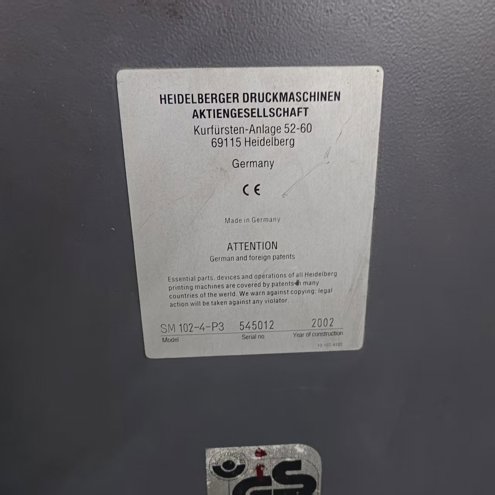 HEIDELBERGER DRUCKMASCHINEN
AKTIENGESELLSCHAFT
Kurfürsten-Anlage 52-60
69115 Heidelberg
Germany
CE
Made in Germany
ATTENTION
German and foreign patents
Essential parts, devices and operations of all Heidelberg
printing machines are covered by patents in many
countries of the world. We warn against copying; legal
action will be taken against any violator.
SM 102-4-P3 545012 2002
Model Serial no Year of construction
GS